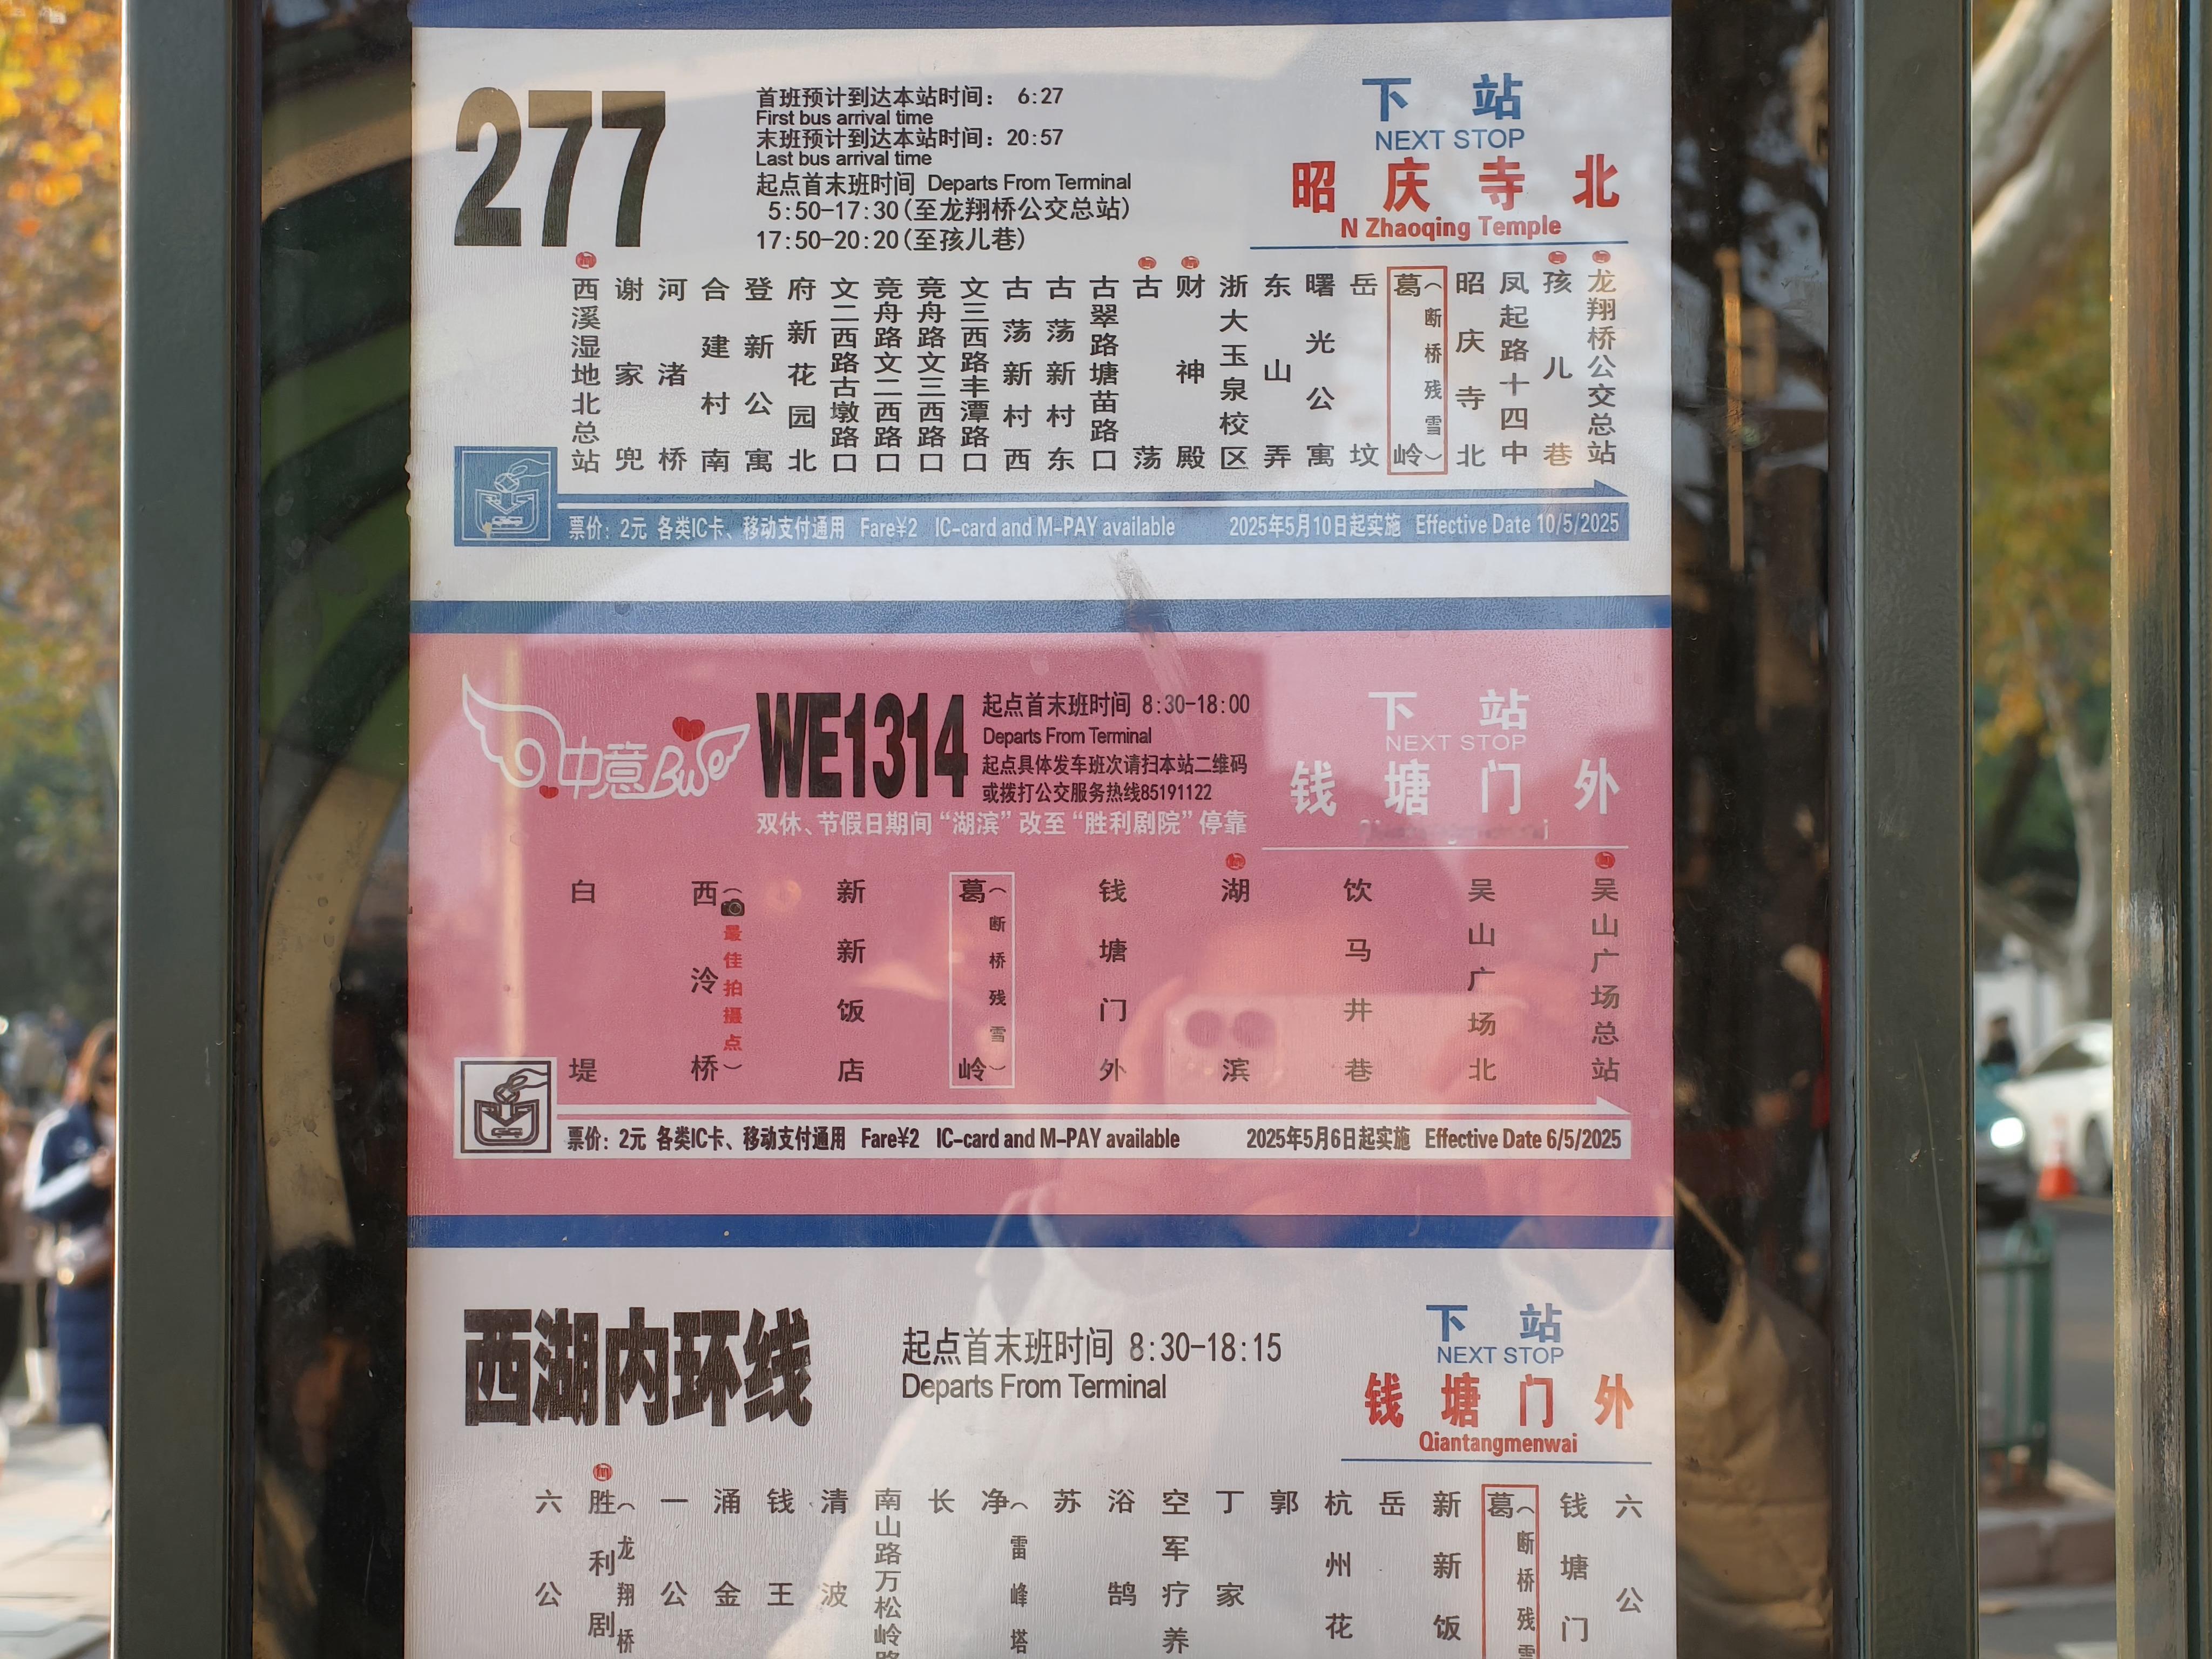 277
首班预计到达本站时间： 6:27
First bus arrival time
末班预计到达本站时间：20:57
Last bus arrival time
起点首末班时间 Departs From Terminal
5:50-17:30(至龙翔桥公交总站)
17:50-20:20(至孩儿巷)
下 站
NEXT STOP
昭庆寺北
N Zhaoqing Temple
西溪湿地北总站
谢家兜
河渚桥
合建村南
登新公寓
府新花园北
文二西路古墩路口
竞舟路文二西路口
竞舟路文三西路口
文三西路丰潭路口
古荡新村西
古荡新村东
古翠路塘苗路口
古荡
财神殿
浙大玉泉校区
东山弄
曙光公寓
岳坟
葛岭
（断桥残雪）
昭庆寺北
凤起路十四中
孩儿巷
龙翔桥公交总站
票价：2元 各类IC卡、移动支付通用 Fare¥2 IC-card and M-PAY available 2025年5月10日起实施 Effective Date 10/5/2025
中意Bus
WE1314
起点首末班时间 8:30-18:00
Departs From Terminal
起点具体发车班次请扫本站二维码
或拨打公交服务热线85191122
双休、节假日期间“湖滨”改至“胜利剧院”停靠
下 站
NEXT STOP
钱塘门外
白堤
西泠桥
（最佳拍摄点）
新新饭店
葛岭
（断桥残雪）
钱塘门外
湖滨
饮马井巷
吴山广场北
吴山广场总站
票价：2元 各类IC卡、移动支付通用 Fare¥2 IC-card and M-PAY available 2025年5月6日起实施 Effective Date 6/5/2025
西湖内环线
起点首末班时间 8:30-18:15
Departs From Terminal
下 站
NEXT STOP
钱塘门外
Qiantangmenwai
六公
胜利剧
（龙翔桥
一公
涌金
钱王
清波
南山路万松岭
长
净
（雷峰塔
苏
浴鹄
空军疗养
丁家
郭
杭州花
岳
新新饭
葛
（断桥残
钱塘门
六公